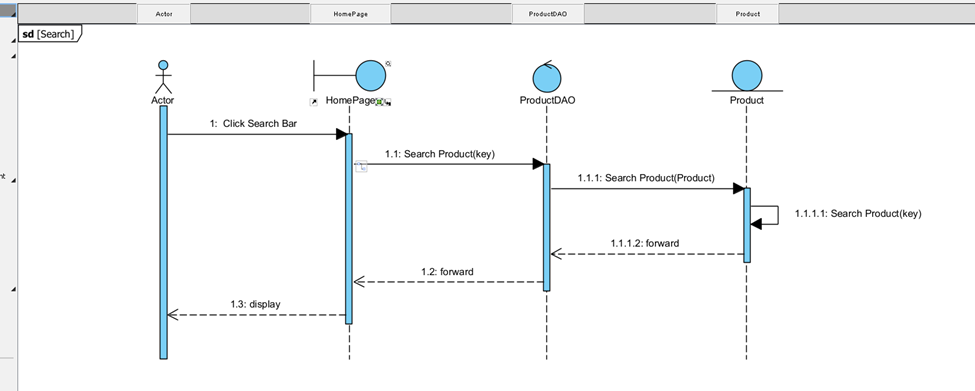 Actor
HomePage
ProductDAO
Product
sd [Search]
Actor
HomePage
ProductDAO
Product
1: Click Search Bar
1.1: Search Product(key)
1.1.1: Search Product(Product)
1.1.1.1: Search Product(key)
1.1.1.2: forward
1.2: forward
1.3: display